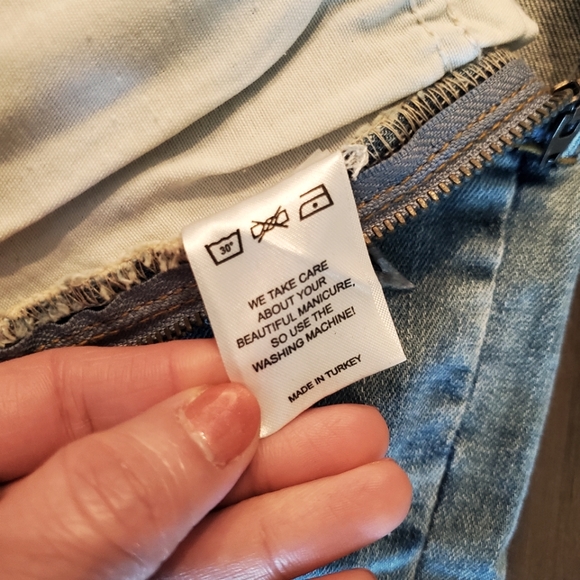 30°
WE TAKE CARE
ABOUT YOUR
BEAUTIFUL MANICURE,
SO USE THE
WASHING MACHINE!
MADE IN TURKEY